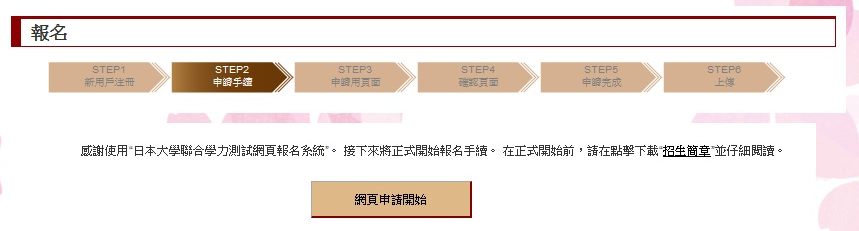 報名
STEP1
新用戶注冊
STEP2
申請手續
STEP3
申請用頁面
STEP4
確認頁面
STEP5
申請完成
STEP6
上傳
感謝使用“日本大學聯合學力測試網頁報名系統”。 接下來將正式開始報名手續。 在正式開始前，請在點擊下載“招生簡章”並仔細閱讀。
網頁申請開始